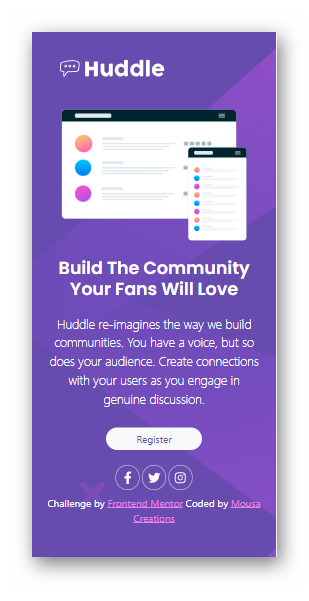 Huddle
Build The Community
Your Fans Will Love
Huddle re-imagines the way we build
communities. You have a voice, but so
does your audience. Create connections
with your users as you engage in
genuine discussion.
Register
Challenge by Frontend Mentor Coded by Mousa
Creations